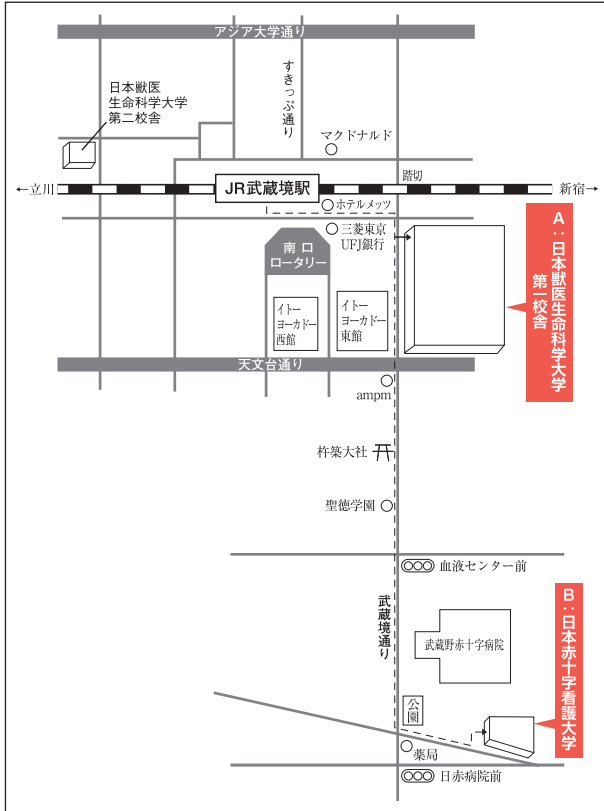 アジア大学通り
すきっぷ通り
日本獣医
生命科学大学
第二校舎
マクドナルド
踏切
←立川
JR武蔵境駅
新宿→
ホテルメッツ
三菱東京
UFJ銀行
南口
ロータリー
イトー
ヨーカドー
西館
イトー
ヨーカドー
東館
A：日本獣医生命科学大学
第一校舎
天文台通り
ampm
杵築大社
聖徳学園
血液センター前
武蔵境通り
武蔵野赤十字病院
B：日本赤十字看護大学
公園
薬局
日赤病院前